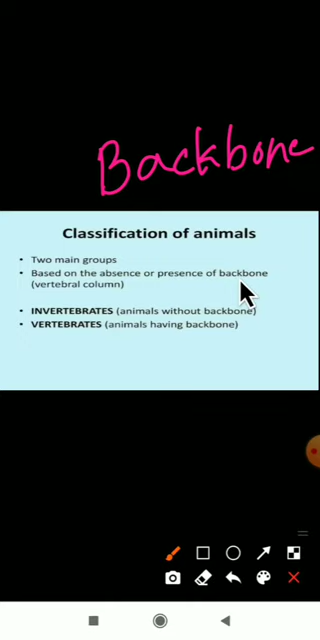 Backbone
Classification of animals
• Two main groups
• Based on the absence or presence of backbone
(vertebral column)
• INVERTEBRATES (animals without backbone)
• VERTEBRATES (animals having backbone)